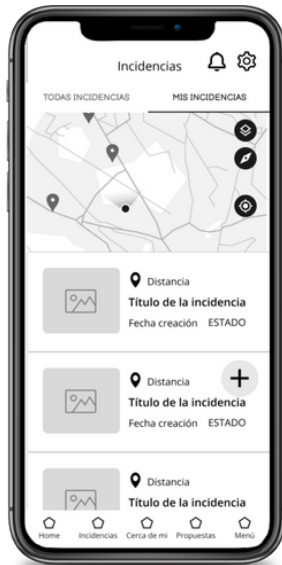 Incidencias
TODAS INCIDENCIAS MIS INCIDENCIAS
Distancia
Título de la incidencia
Fecha creación ESTADO
Distancia
Título de la incidencia
Fecha creación ESTADO
Distancia
Título de la incidencia
Home Incidencias Cerca de mi Propuestas Menú